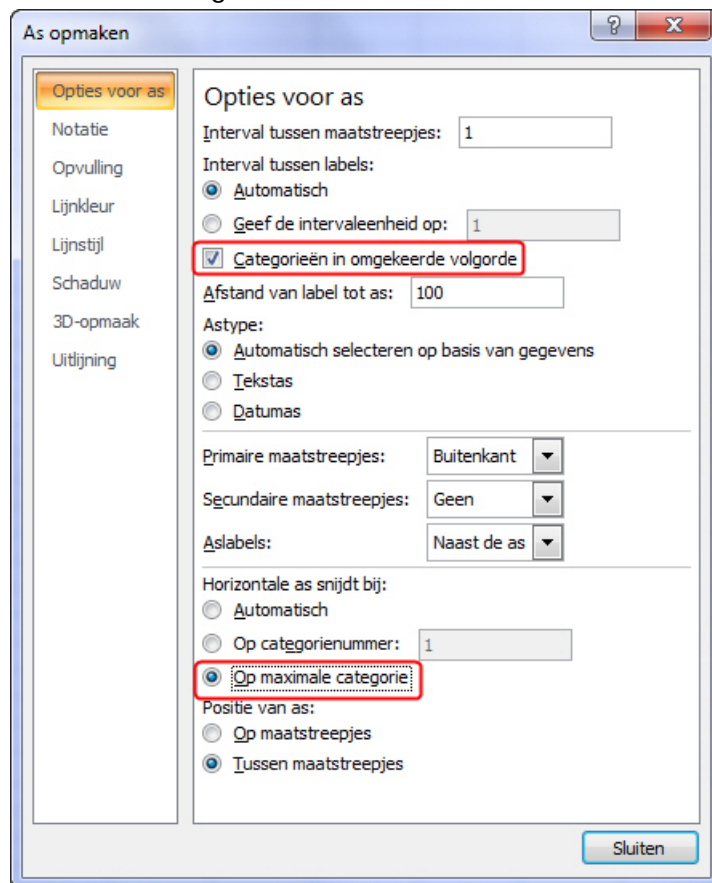 As opmaken
Opties voor as
Notatie
Opvulling
Lijnkleur
Lijnstijl
Schaduw
3D-opmaak
Uitlijning
Opties voor as
Interval tussen maatstreepjes: 1
Interval tussen labels:
Automatisch
Geef de intervaleenheid op: 1
Categorieën in omgekeerde volgorde
Afstand van label tot as: 100
Astype:
Automatisch selecteren op basis van gegevens
Tekstas
Datumas
Primaire maatstreepjes: Buitenkant
Secundaire maatstreepjes: Geen
Aslabels: Naast de as
Horizontale as snijdt bij:
Automatisch
Op categorienummer: 1
Op maximale categorie
Positie van as:
Op maatstreepjes
Tussen maatstreepjes
Sluiten